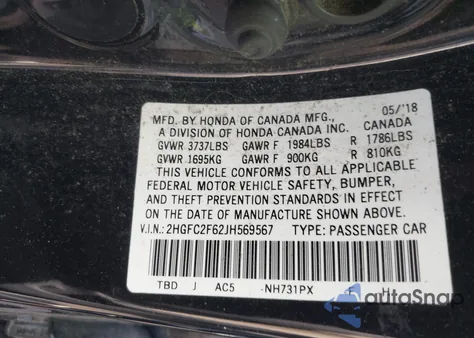 MFD. BY HONDA OF CANADA MFG., 05/'18
A DIVISION OF HONDA CANADA INC. CANADA
GVWR 3737LBS GAWR F 1984LBS R 1786LBS
GVWR 1695KG GAWR F 900KG R 810KG
THIS VEHICLE CONFORMS TO ALL APPLICABLE
FEDERAL MOTOR VEHICLE SAFETY, BUMPER,
AND THEFT PREVENTION STANDARDS IN EFFECT
ON THE DATE OF MANUFACTURE SHOWN ABOVE.
V.I.N.: 2HGFC2F62JH569567 TYPE: PASSENGER CAR
TBD J AC5 NH731PX
autaSnap